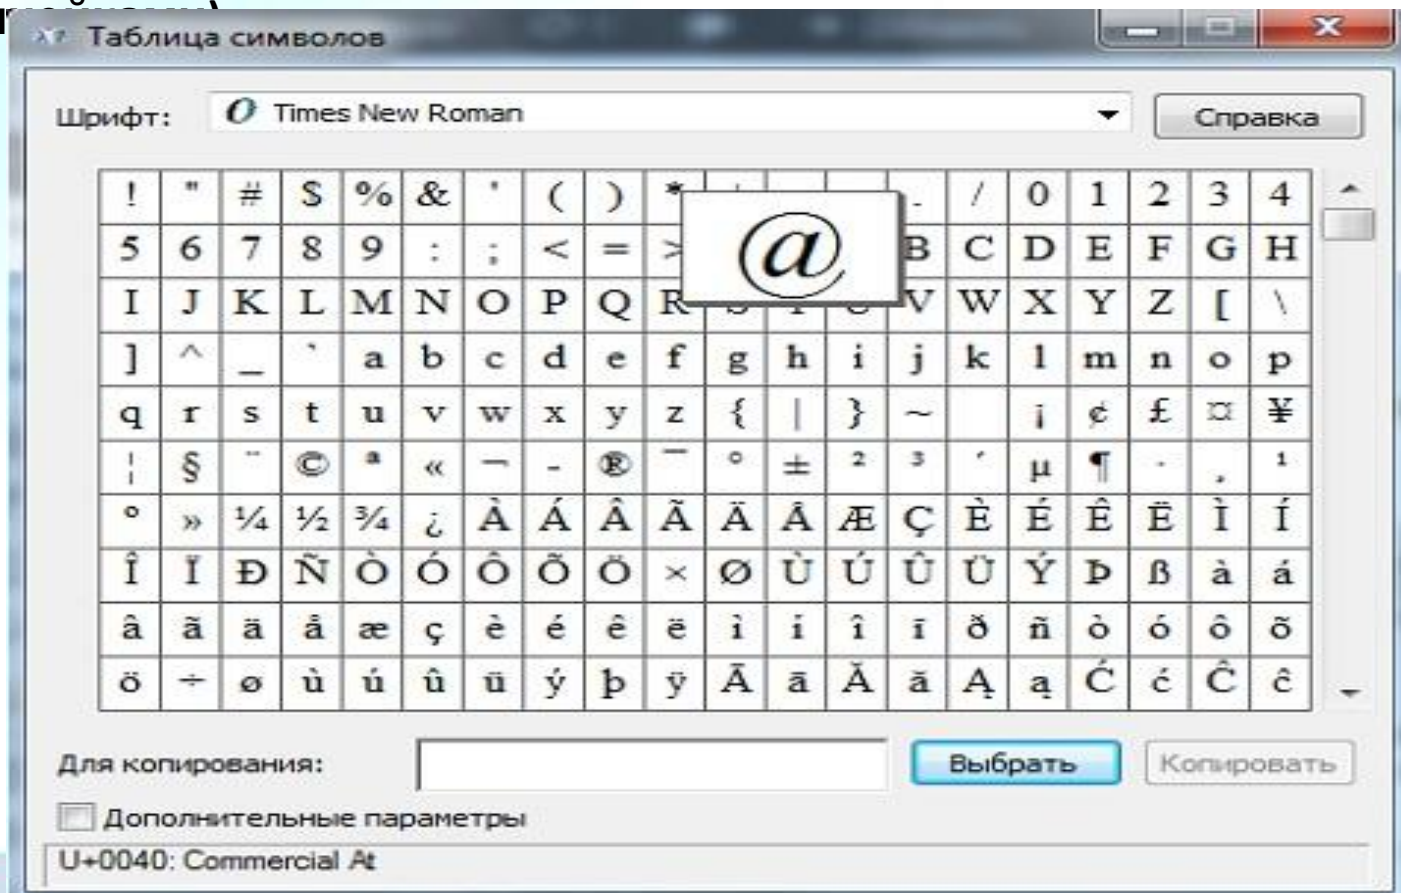 Таблица символов
Шрифт: O Times New Roman Справка
! " # $ % & ' ( ) * . / 0 1 2 3 4
5 6 7 8 9 : ; < = > @ B C D E F G H
I J K L M N O P Q R V W X Y Z [ \
] ^ _ ` a b c d e f g h i j k l m n o p
q r s t u v w x y z { | } ~ ¡ ¢ £ ¤ ¥
¦ § ¨ © ª « ¬ - ® ¯ ° ± ² ³ ´ µ ¶ · ¸ ¹
º » ¼ ½ ¾ ¿ À Á Â Ã Ä Å Æ Ç È É Ê Ë Ì Í
Î Ï Ð Ñ Ò Ó Ô Õ Ö × Ø Ù Ú Û Ü Ý Þ ß à á
â ã ä å æ ç è é ê ë ì í î ï ð ñ ò ó ô õ
ö ÷ ø ù ú û ü ý þ ÿ Ā ā Ă ă Ą ą Ć ć Ĉ ĉ
Для копирования: Выбрать Копировать
Дополнительные параметры
U+0040: Commercial At